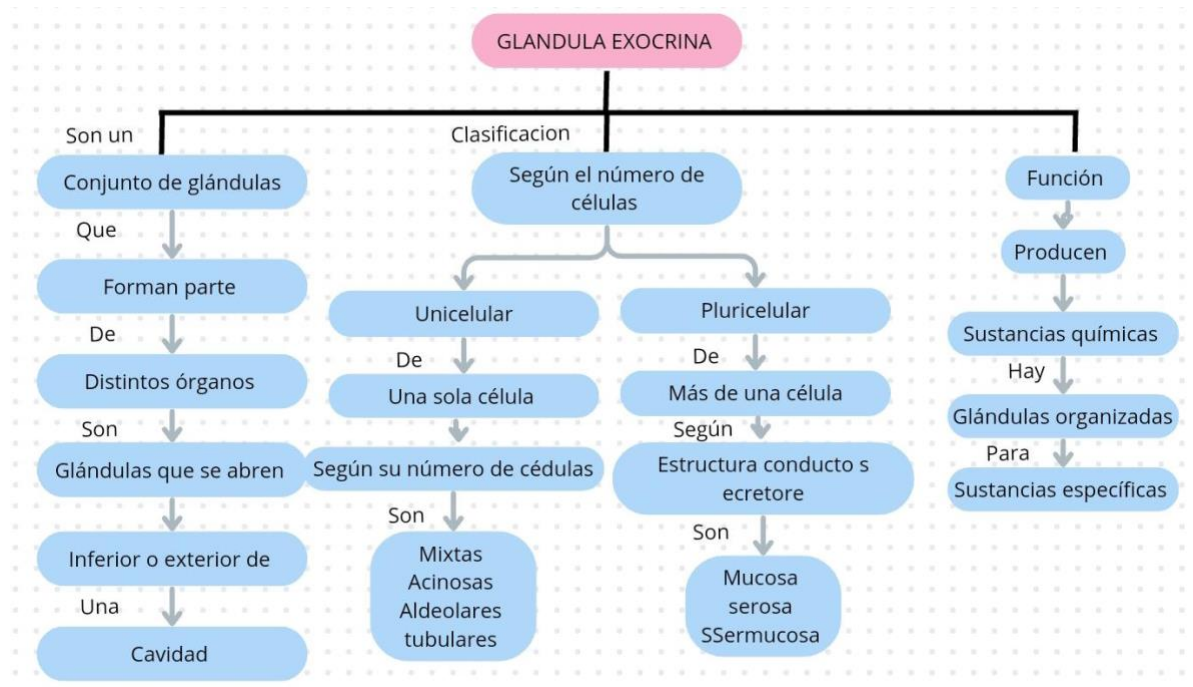 GLANDULA EXOCRINA
Son un
Conjunto de glándulas
Que
Forman parte
De
Distintos órganos
Son
Glándulas que se abren
Inferior o exterior de
Una
Cavidad
Clasificacion
Según el número de
células
Unicelular
De
Una sola célula
Según su número de cédulas
Son
Mixtas
Acinosas
Aldeolares
tubulares
Pluricelular
De
Más de una célula
Según
Estructura conducto s
ecretore
Son
Mucosa
serosa
SSermucosa
Función
Producen
Sustancias químicas
Hay
Glándulas organizadas
Para
Sustancias específicas